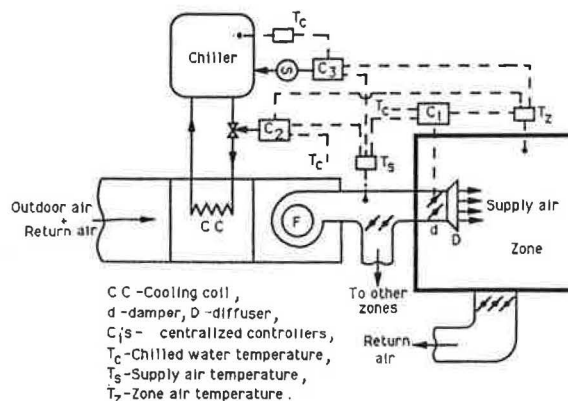 T_C
Chiller
S
C_3
T_C
C_1
T_Z
C_2
T_C
T_S
Outdoor air
+
Return air
C C
F
d
D
Supply air
Zone
To other
zones
Return
air
C C -Cooling coil,
d -damper, D -diffuser,
C_i's - centralized controllers,
T_C -Chilled water temperature,
T_S -Supply air temperature,
T_Z -Zone air temperature.